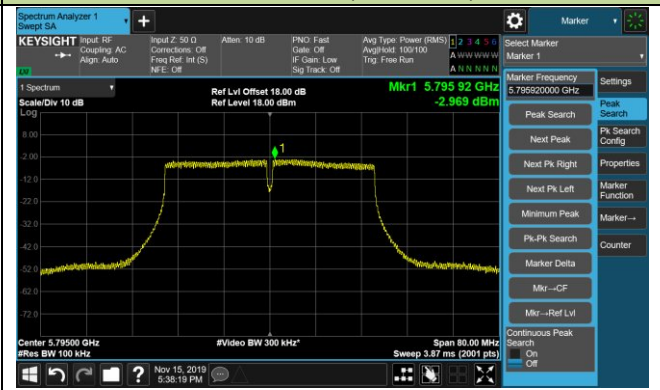 Spectrum Analyzer 1
Swept SA
Marker
KEYSIGHT
Input: RF
Coupling: AC
Align: Auto
Input Z: 50 Ω
Corrections: Off
Freq Ref: Int (S)
NFE: Off
Atten: 10 dB
PNO: Fast
Gate: Off
IF Gain: Low
Sig Track: Off
Avg Type: Power (RMS)
Avg|Hold: 100/100
Trig: Free Run
1 2 3 4 5 6
A W W W W W
A N N N N N
Select Marker
Marker 1
1 Spectrum
Scale/Div 10 dB
Log
Ref Lvl Offset 18.00 dB
Ref Level 18.00 dBm
Mkr1 5.795 92 GHz
-2.969 dBm
8.00
-2.00
-12.0
-22.0
-32.0
-42.0
-52.0
-62.0
-72.0
1
Center 5.79500 GHz
#Res BW 100 kHz
#Video BW 300 kHz*
Span 80.00 MHz
Sweep 3.87 ms (2001 pts)
Marker Frequency
5.795920000 GHz
Peak Search
Next Peak
Next Pk Right
Next Pk Left
Minimum Peak
Pk-Pk Search
Marker Delta
Mkr→CF
Mkr→Ref Lvl
Continuous Peak
Search
On
Off
Settings
Peak
Search
Pk Search
Config
Properties
Marker
Function
Marker→
Counter
?
Nov 15, 2019
5:38:19 PM